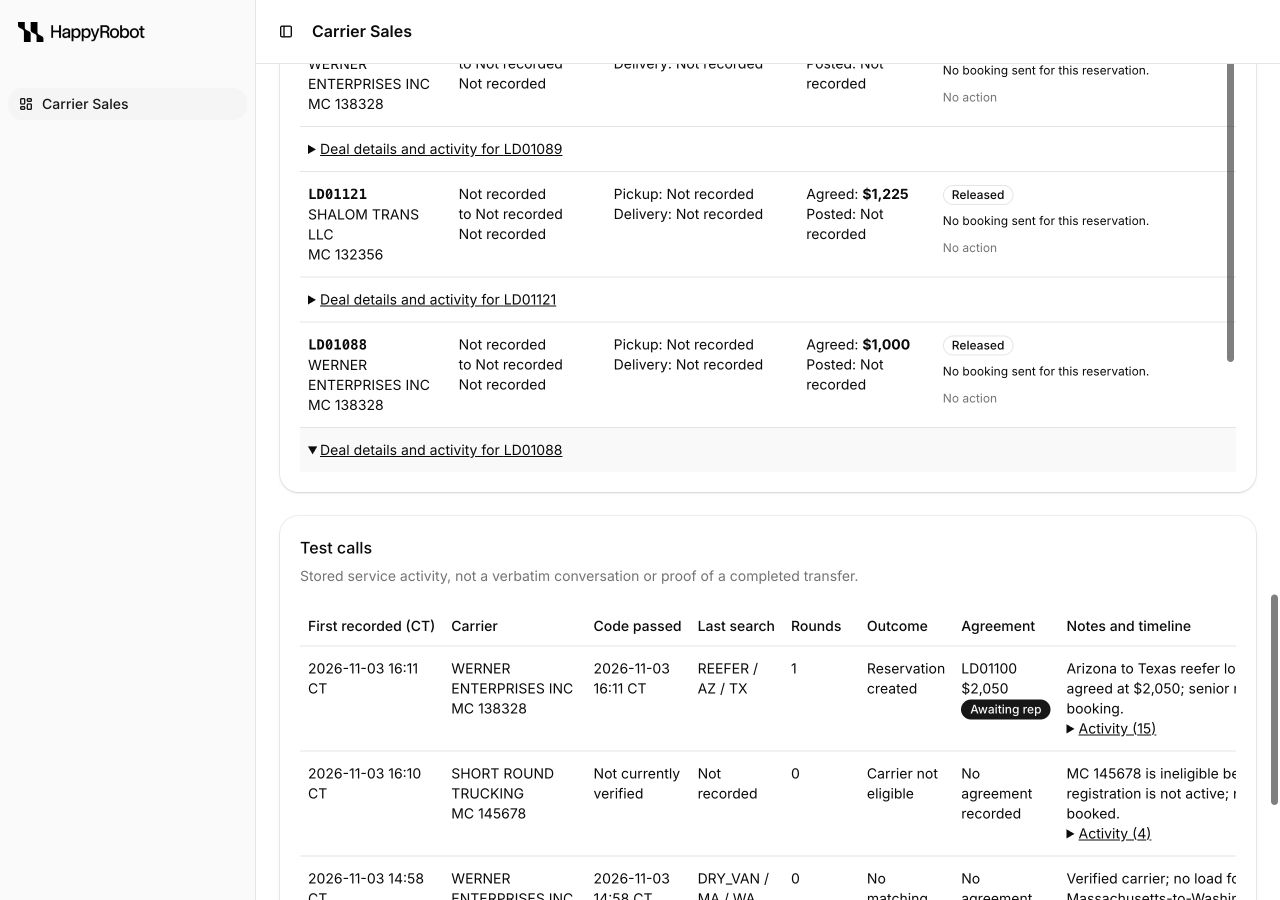 HappyRobot
Carrier Sales
Carrier Sales
WERNER
ENTERPRISES INC
MC 138328
to Not recorded
Not recorded
Delivery: Not recorded
Posted: Not
recorded
No booking sent for this reservation.
No action
Deal details and activity for LD01089
LD01121
SHALOM TRANS
LLC
MC 132356
Not recorded
to Not recorded
Not recorded
Pickup: Not recorded
Delivery: Not recorded
Agreed: $1,225
Posted: Not
recorded
Released
No booking sent for this reservation.
No action
Deal details and activity for LD01121
LD01088
WERNER
ENTERPRISES INC
MC 138328
Not recorded
to Not recorded
Not recorded
Pickup: Not recorded
Delivery: Not recorded
Agreed: $1,000
Posted: Not
recorded
Released
No booking sent for this reservation.
No action
Deal details and activity for LD01088
Test calls
Stored service activity, not a verbatim conversation or proof of a completed transfer.
First recorded (CT)
Carrier
Code passed
Last search
Rounds
Outcome
Agreement
Notes and timeline
2026-11-03 16:11
CT
WERNER
ENTERPRISES INC
MC 138328
2026-11-03
16:11 CT
REEFER /
AZ / TX
1
Reservation
created
LD01100
$2,050
Awaiting rep
Arizona to Texas reefer lo
agreed at $2,050; senior
booking.
Activity (15)
2026-11-03 16:10
CT
SHORT ROUND
TRUCKING
MC 145678
Not currently
verified
Not
recorded
0
Carrier not
eligible
No
agreement
recorded
MC 145678 is ineligible be
registration is not active;
booked.
Activity (4)
2026-11-03 14:58
CT
WERNER
ENTERPRISES INC
2026-11-03
14:58 CT
DRY_VAN /
MA / WA
0
No
matching
No
agreement
Verified carrier; no load fo
Massachusetts-to-Washin